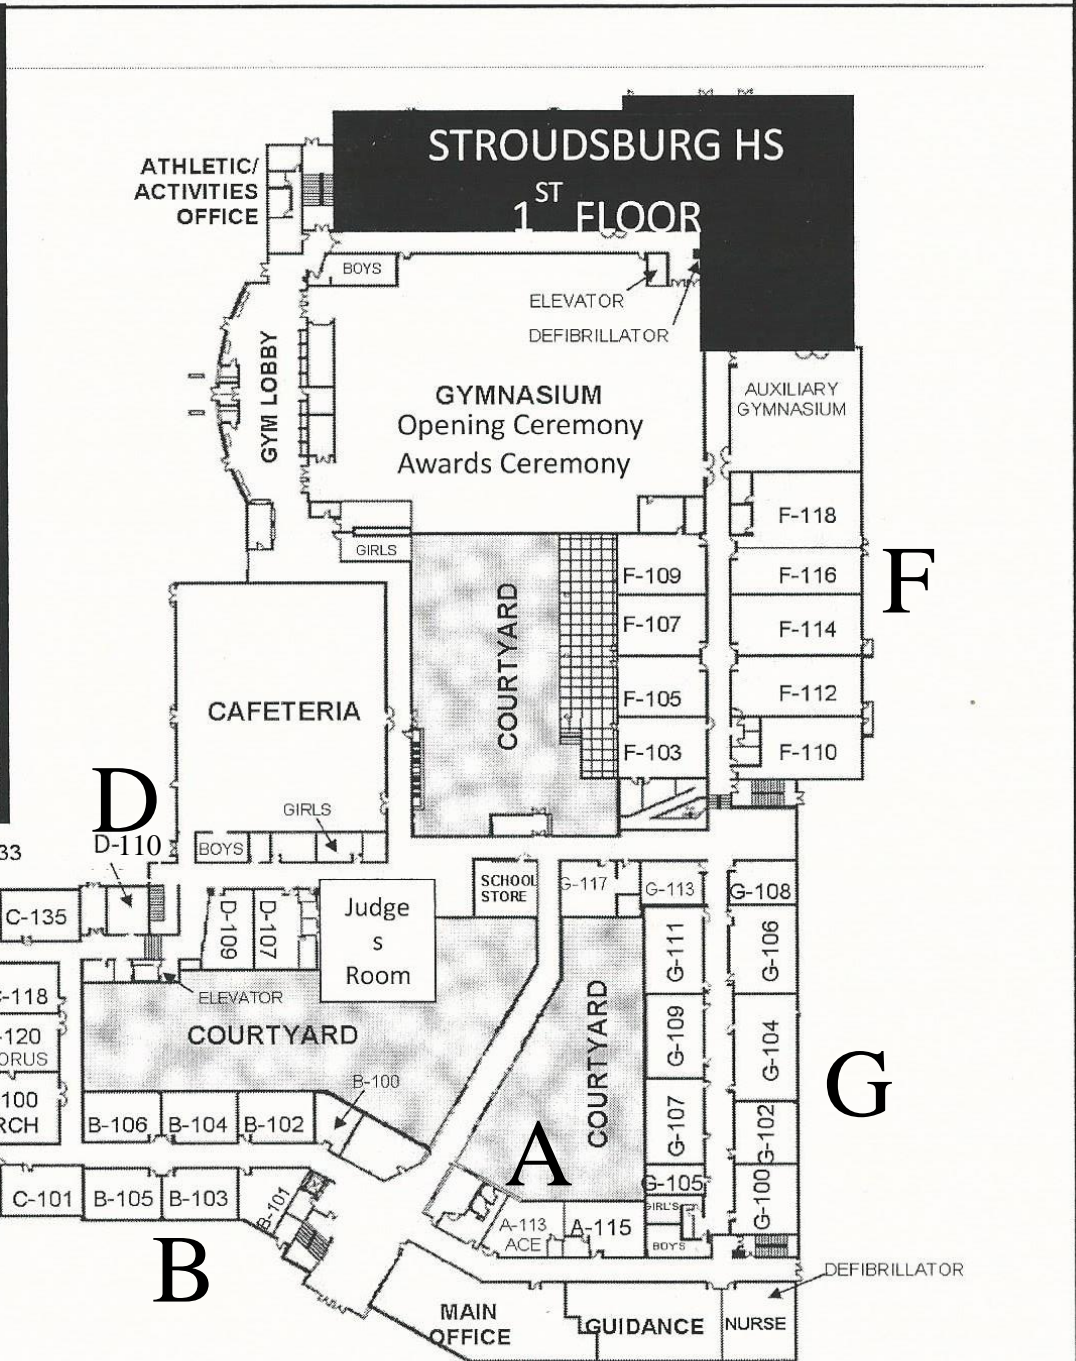 STROUDSBURG HS
1ST FLOOR
ATHLETIC/
ACTIVITIES
OFFICE
BOYS
ELEVATOR
DEFIBRILLATOR
GYM LOBBY
GYMNASIUM
Opening Ceremony
Awards Ceremony
AUXILIARY
GYMNASIUM
F-118
GIRLS
F-109
F-116
F
F-107
F-114
COURTYARD
F-105
F-112
CAFETERIA
F-103
F-110
D
D-110
GIRLS
BOYS
33
C-135
D-109
D-107
Judge
s
Room
SCHOOL
STORE
G-117
G-113
G-108
G-111
G-106
ELEVATOR
-118
COURTYARD
-120
ORUS
COURTYARD
G-109
G-104
G
100
RCH
B-106
B-104
B-102
B-100
G-107
G-102
A
C-101
B-105
B-103
B-101
G-105
G-100
GIRL'S
A-113
ACE
A-115
BOYS
B
DEFIBRILLATOR
MAIN
OFFICE
GUIDANCE
NURSE